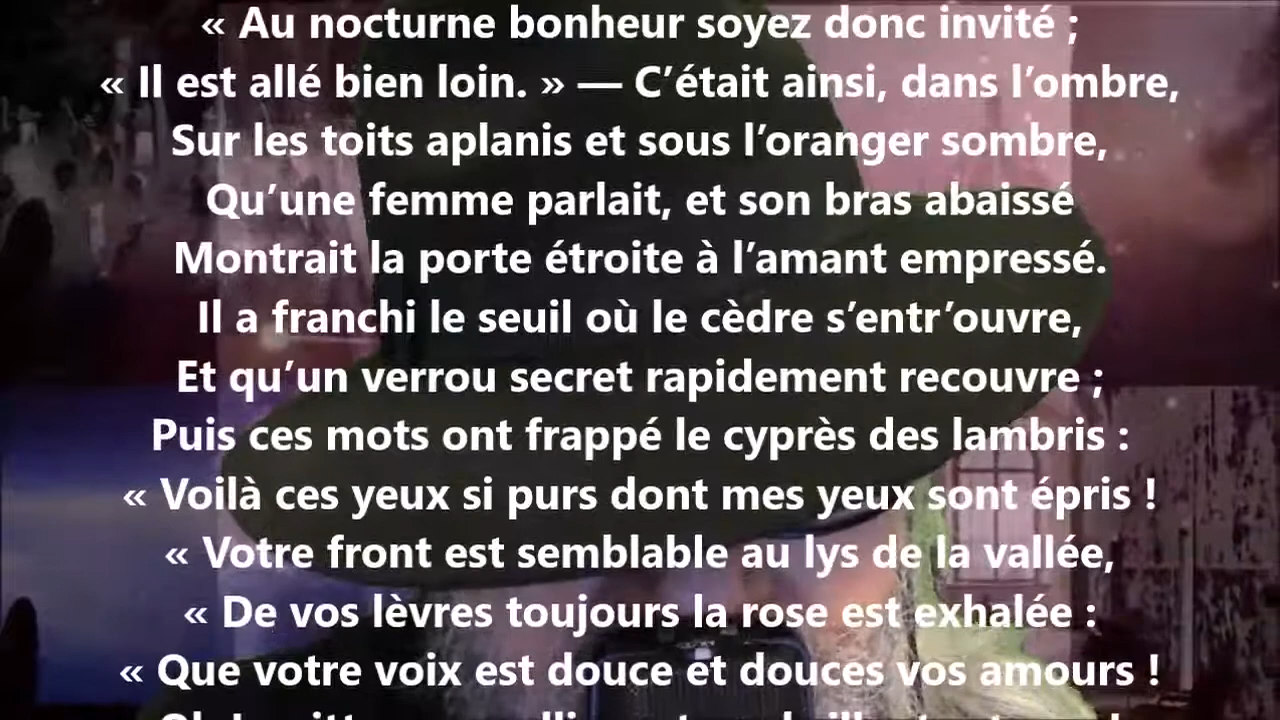 « Au nocturne bonheur soyez donc invité ;
« Il est allé bien loin. » — C’était ainsi, dans l’ombre,
Sur les toits aplanis et sous l’oranger sombre,
Qu’une femme parlait, et son bras abaissé
Montrait la porte étroite à l’amant empressé.
Il a franchi le seuil où le cèdre s’entr’ouvre,
Et qu’un verrou secret rapidement recouvre ;
Puis ces mots ont frappé le cyprès des lambris :
« Voilà ces yeux si purs dont mes yeux sont épris !
« Votre front est semblable au lys de la vallée,
« De vos lèvres toujours la rose est exhalée :
« Que votre voix est douce et douces vos amours !